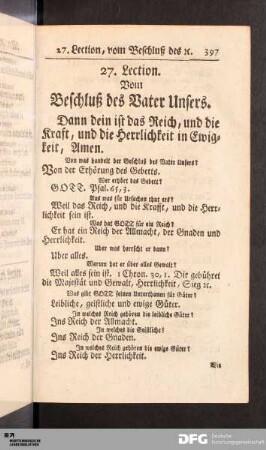 27. Lection, vom Beschluß des ꝛc. 397
27. Lection.
Vom
Beschluß des Vater Unsers.
Dann dein ist das Reich, und die
Kraft, und die Herrlichkeit in Ewig-
keit, Amen.
Von was handelt der Beschluß des Vater Unsers?
Von der Erhörung des Gebetts.
Wer erhört das Gebett?
GOTT. Psal. 65, 3.
Aus was für Ursachen thut ers?
Weil das Reich, und die Krafft, und die Herr-
lichkeit sein ist.
Was hat GOTT für ein Reich?
Er hat ein Reich der Allmacht, der Gnaden und
Herrlichkeit.
Uber was herrscht er dann?
Uber alles.
Warum hat er über alles Gewalt?
Weil alles sein ist. 1 Chron. 30, 1. Dir gebühret
die Majestät und Gewalt, Herrlichkeit, Sieg ꝛc.
Was gibt GOTT seinen Unterthanen für Güter?
Leibliche, geistliche und ewige Güter.
In welches Reich gehören die leibliche Güter?
Ins Reich der Allmacht.
In welches die Geistliche?
Ins Reich der Gnaden.
In welches Reich gehören die ewige Güter?
Ins Reich der Herrlichkeit.
Wie
DFG Deutsche
Forschungsgemeinschaft